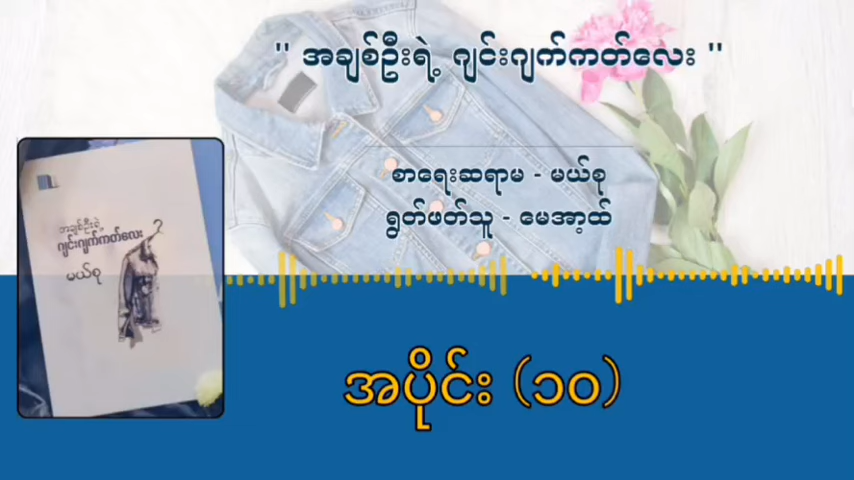 " အချစ်ဦးရဲ့ ဂျင်းဂျက်ကတ်လေး "
စာရေးဆရာမ - မယ်စု
ရွတ်ဖတ်သူ - မေအာ့ထ်
အချစ်ဦးရဲ့
ဂျင်းဂျက်ကတ်လေး
မယ်စု
အပိုင်း (၁၀)